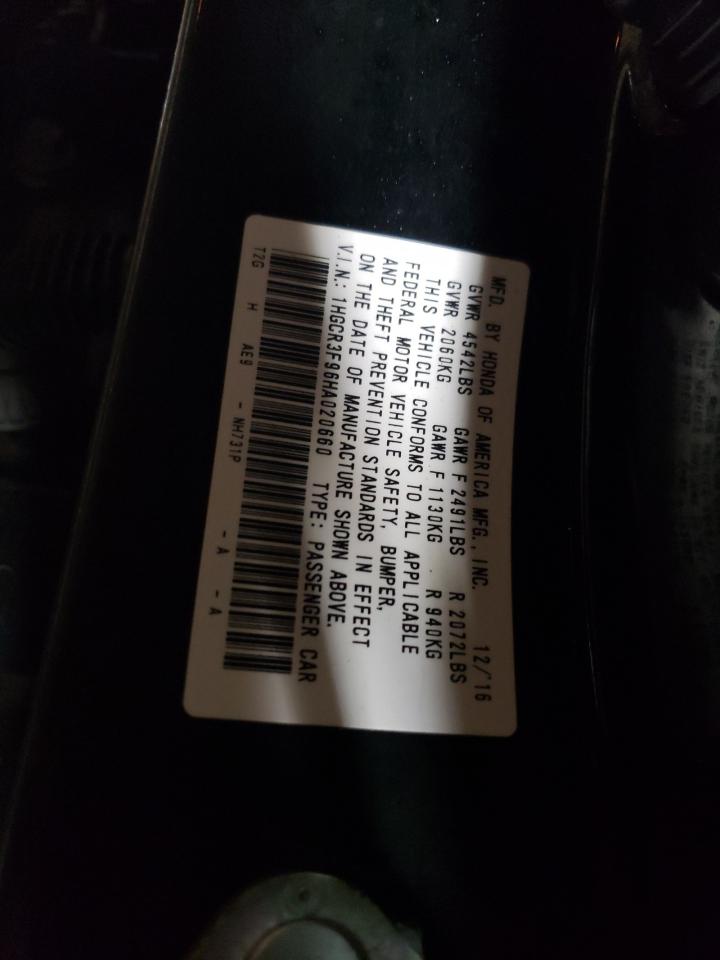 MFD. BY HONDA OF AMERICA MFG., INC. 12/'16
GVWR 4542LBS GAWR F 2491LBS R 2072LBS
GVWR 2060KG GAWR F 1130KG R 940KG
THIS VEHICLE CONFORMS TO ALL APPLICABLE
FEDERAL MOTOR VEHICLE SAFETY, BUMPER,
AND THEFT PREVENTION STANDARDS IN EFFECT
ON THE DATE OF MANUFACTURE SHOWN ABOVE.
V.I.N.: 1HGCR3F96HA020660 TYPE: PASSENGER CAR
T2G H AE9 - NH731P - A - A